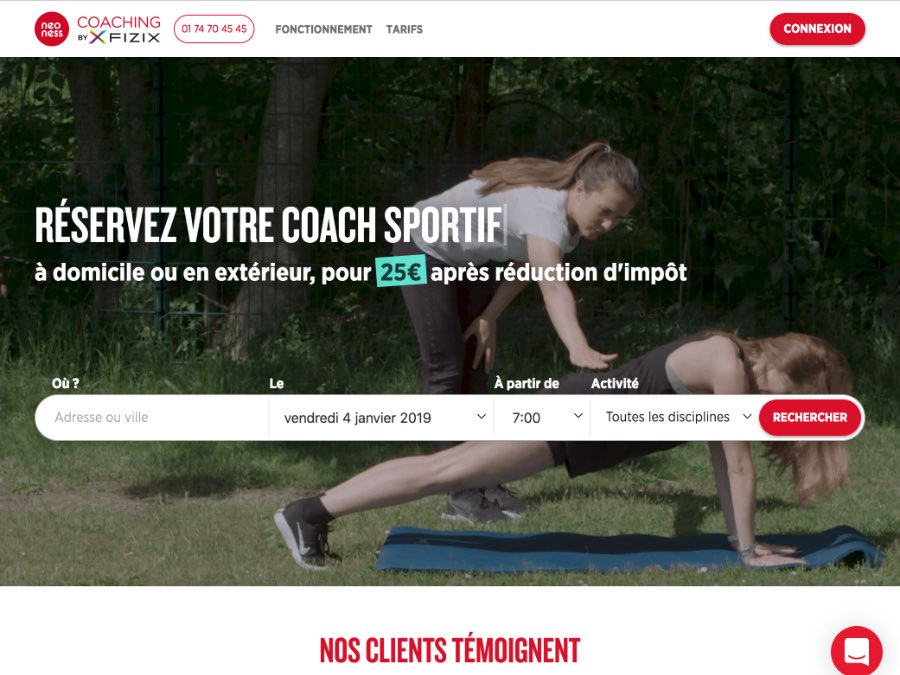 neo
ness
COACHING
BY FIZIX
01 74 70 45 45
FONCTIONNEMENT
TARIFS
CONNEXION
RÉSERVEZ VOTRE COACH SPORTIF
à domicile ou en extérieur, pour 25€ après réduction d'impôt
Où ?
Le
À partir de
Activité
Adresse ou ville
vendredi 4 janvier 2019
7:00
Toutes les disciplines
RECHERCHER
NOS CLIENTS TÉMOIGNENT